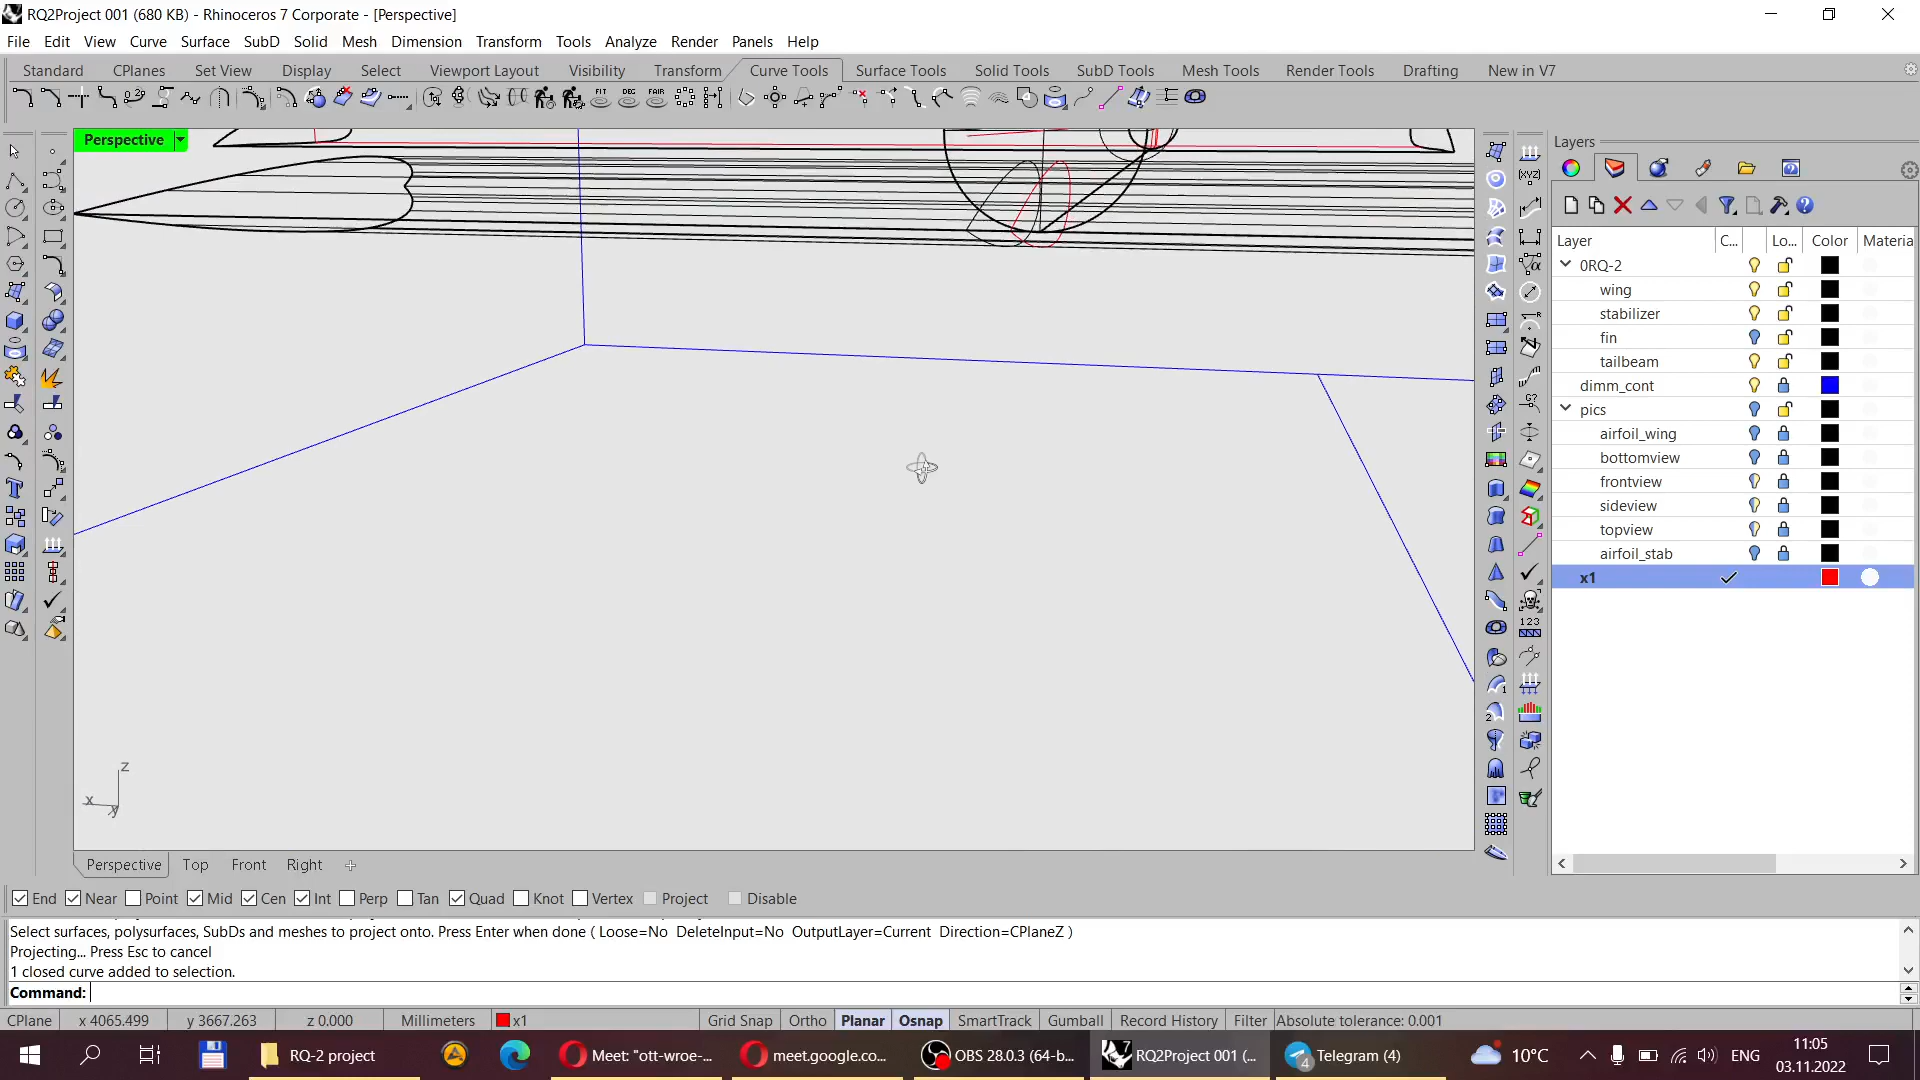 RQ2Project 001 (680 KB) - Rhinoceros 7 Corporate - [Perspective]
File Edit View Curve Surface SubD Solid Mesh Dimension Transform Tools Analyze Render Panels Help
Standard CPlanes Set View Display Select Viewport Layout Visibility Transform Curve Tools Surface Tools Solid Tools SubD Tools Mesh Tools Render Tools Drafting New in V7
Perspective
Layers
Layer C... Lo... Color Materia
0RQ-2
wing
stabilizer
fin
tailbeam
dimm_cont
pics
airfoil_wing
bottomview
frontview
sideview
topview
airfoil_stab
x1
z
x
y
Perspective Top Front Right
End Near Point Mid Cen Int Perp Tan Quad Knot Vertex Project Disable
Select surfaces, polysurfaces, SubDs and meshes to project onto. Press Enter when done ( Loose=No DeleteInput=No OutputLayer=Current Direction=CPlaneZ )
Projecting... Press Esc to cancel
1 closed curve added to selection.
Command:
CPlane x 4065.499 y 3667.263 z 0.000 Millimeters x1 Grid Snap Ortho Planar Osnap SmartTrack Gumball Record History Filter Absolute tolerance: 0.001
RQ-2 project Meet: "ott-wroe-... meet.google.co... OBS 28.0.3 (64-b... RQ2Project 001 (... 4 Telegram (4) 10°C ENG 11:05
03.11.2022